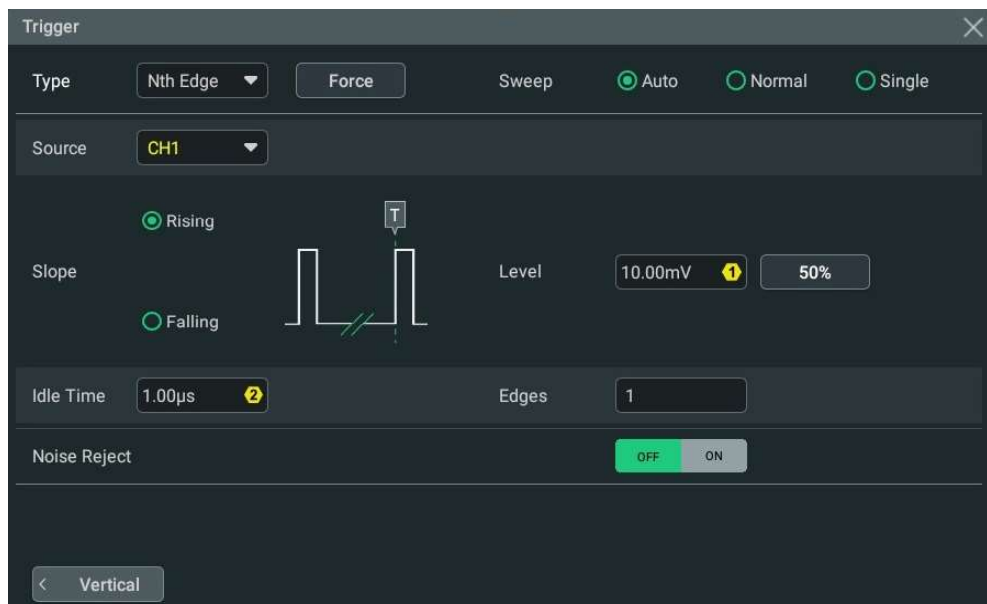 Trigger
Type Nth Edge Force Sweep Auto Normal Single
Source CH1
Rising
T
Slope Level 10.00mV 1 50%
Falling
Idle Time 1.00µs 2 Edges 1
Noise Reject OFF ON
< Vertical